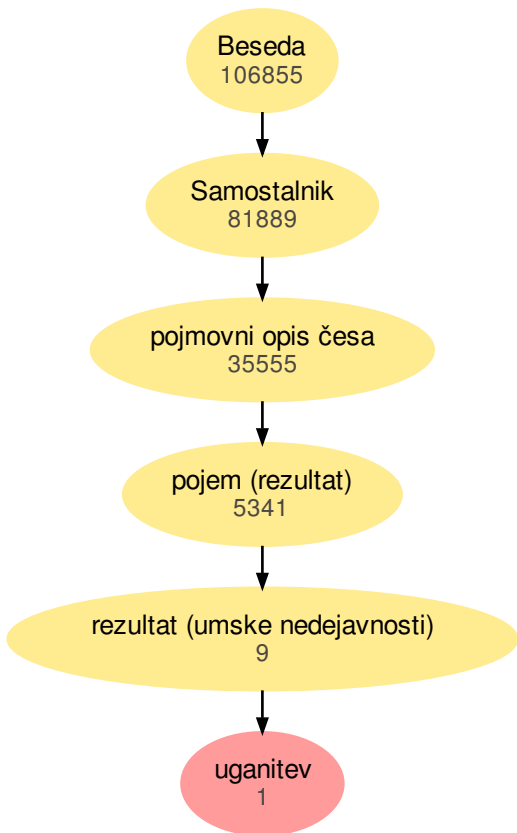 Beseda
106855
Samostalnik
81889
pojmovni opis česa
35555
pojem (rezultat)
5341
rezultat (umske nedejavnosti)
9
uganitev
1